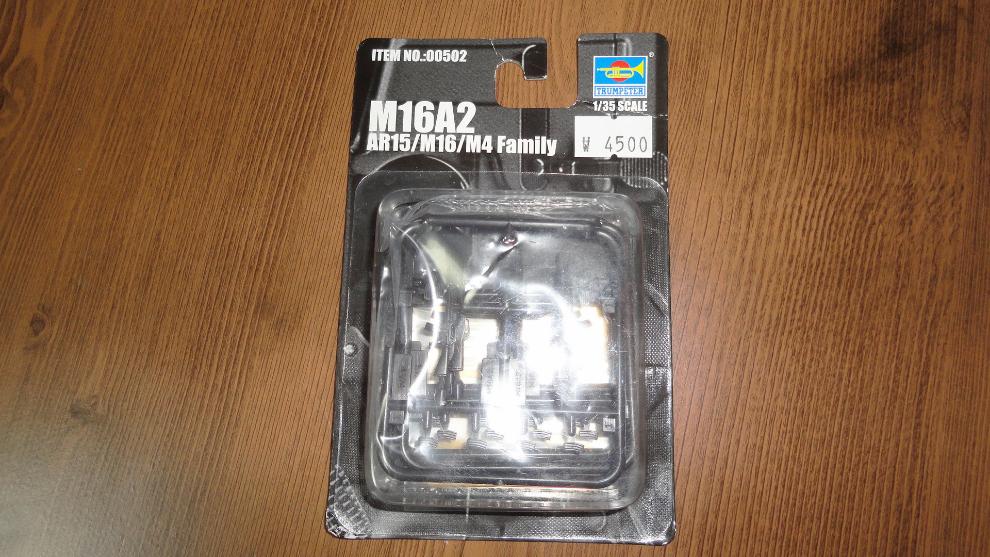 ITEM NO.:00502
TRUMPETER
®
1/35 SCALE
M16A2
AR15/M16/M4 Family
₩ 4500